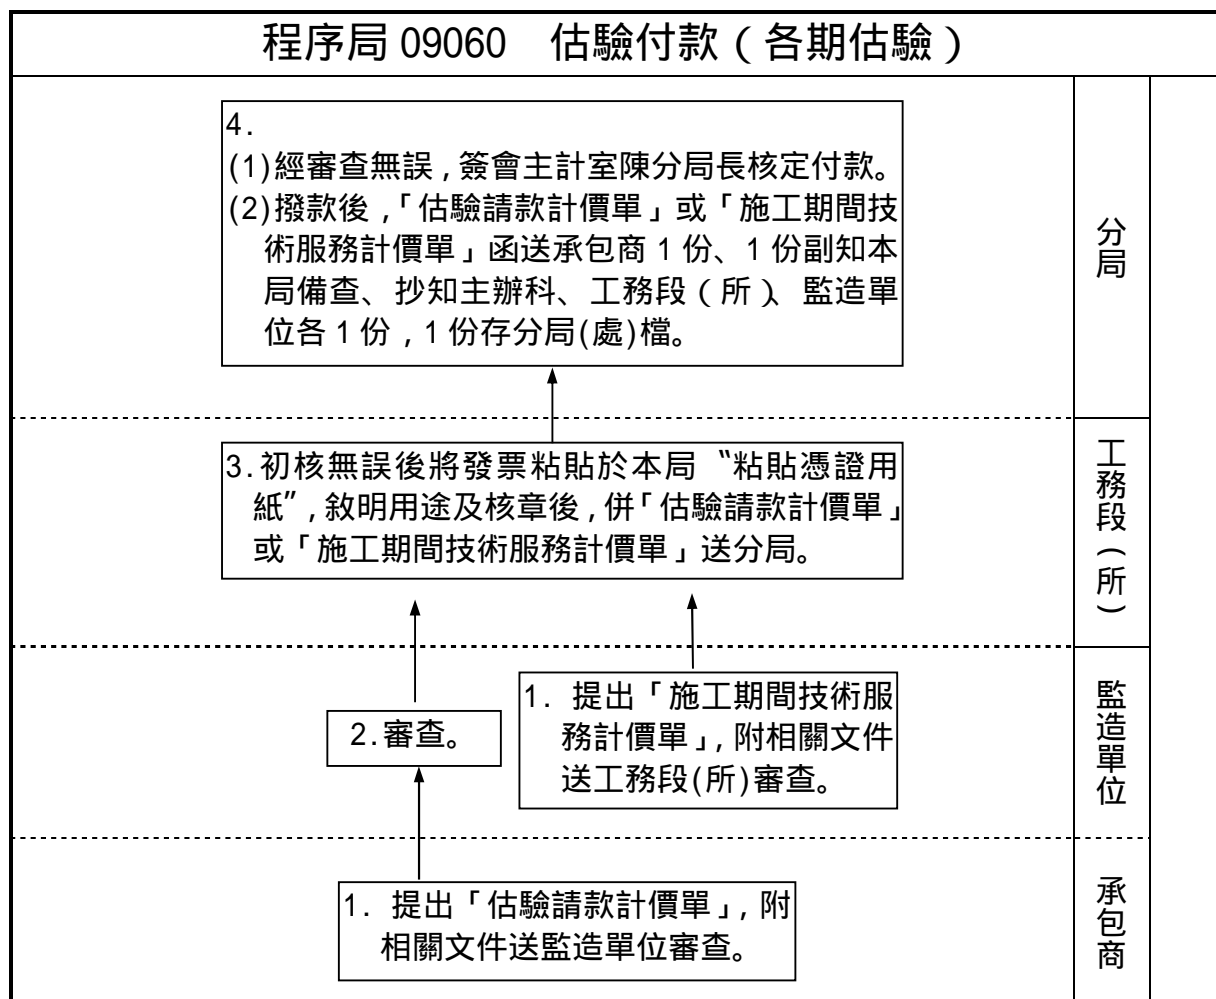 程序局 09060　估驗付款（各期估驗）
4.
(1)經審查無誤，簽會主計室陳分局長核定付款。
(2)撥款後，「估驗請款計價單」或「施工期間技
術服務計價單」函送承包商 1 份、1 份副知本
局備查、抄知主辦科、工務段（所）、監造單
位各 1 份，1 份存分局(處)檔。
分局
3.初核無誤後將發票粘貼於本局〝粘貼憑證用
紙〞，敘明用途及核章後，併「估驗請款計價單」
或「施工期間技術服務計價單」送分局。
工務段（所）
2.審查。
1. 提出「施工期間技術服
務計價單」，附相關文件
送工務段(所)審查。
監造單位
1. 提出「估驗請款計價單」，附
相關文件送監造單位審查。
承包商